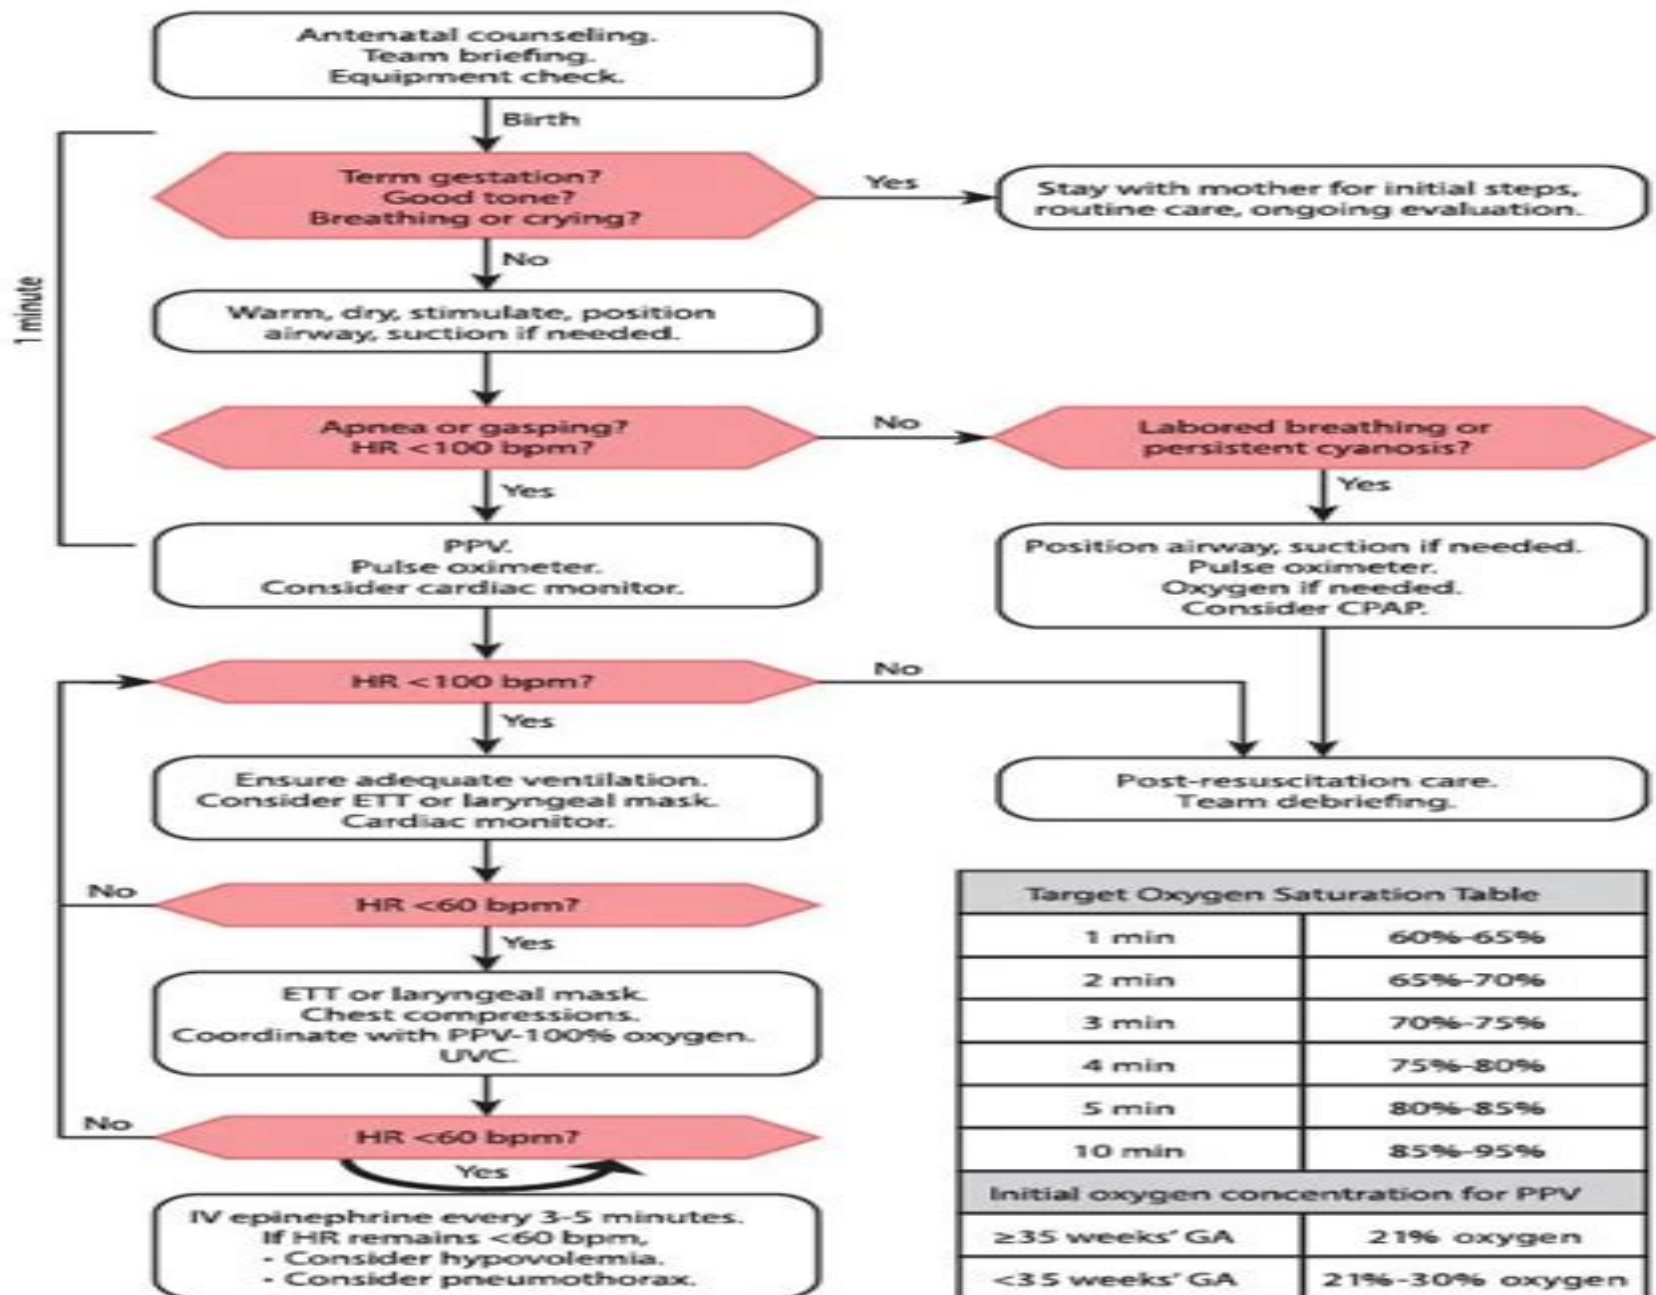 Antenatal counseling.
Team briefing.
Equipment check.
Birth
1 minute
Term gestation?
Good tone?
Breathing or crying?
Yes
Stay with mother for initial steps,
routine care, ongoing evaluation.
No
Warm, dry, stimulate, position
airway, suction if needed.
Apnea or gasping?
HR <100 bpm?
No
Labored breathing or
persistent cyanosis?
Yes
Yes
PPV.
Pulse oximeter.
Consider cardiac monitor.
Position airway, suction if needed.
Pulse oximeter.
Oxygen if needed.
Consider CPAP.
HR <100 bpm?
No
Yes
Ensure adequate ventilation.
Consider ETT or laryngeal mask.
Cardiac monitor.
Post-resuscitation care.
Team debriefing.
No
HR <60 bpm?
Yes
ETT or laryngeal mask.
Chest compressions.
Coordinate with PPV-100% oxygen.
UVC.
No
HR <60 bpm?
Yes
IV epinephrine every 3-5 minutes.
If HR remains <60 bpm,
- Consider hypovolemia.
- Consider pneumothorax.
Target Oxygen Saturation Table
1 min 60%-65%
2 min 65%-70%
3 min 70%-75%
4 min 75%-80%
5 min 80%-85%
10 min 85%-95%
Initial oxygen concentration for PPV
≥35 weeks' GA 21% oxygen
<35 weeks' GA 21%-30% oxygen